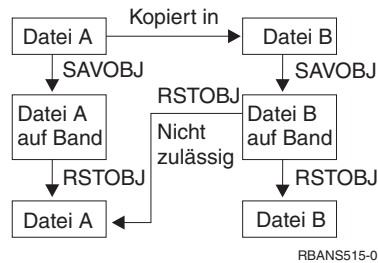 Kopiert in
Datei A
Datei B
SAVOBJ
SAVOBJ
RSTOBJ
Datei A
auf Band
Nicht
zulässig
Datei B
auf Band
RSTOBJ
RSTOBJ
Datei A
Datei B
RBANS515-0